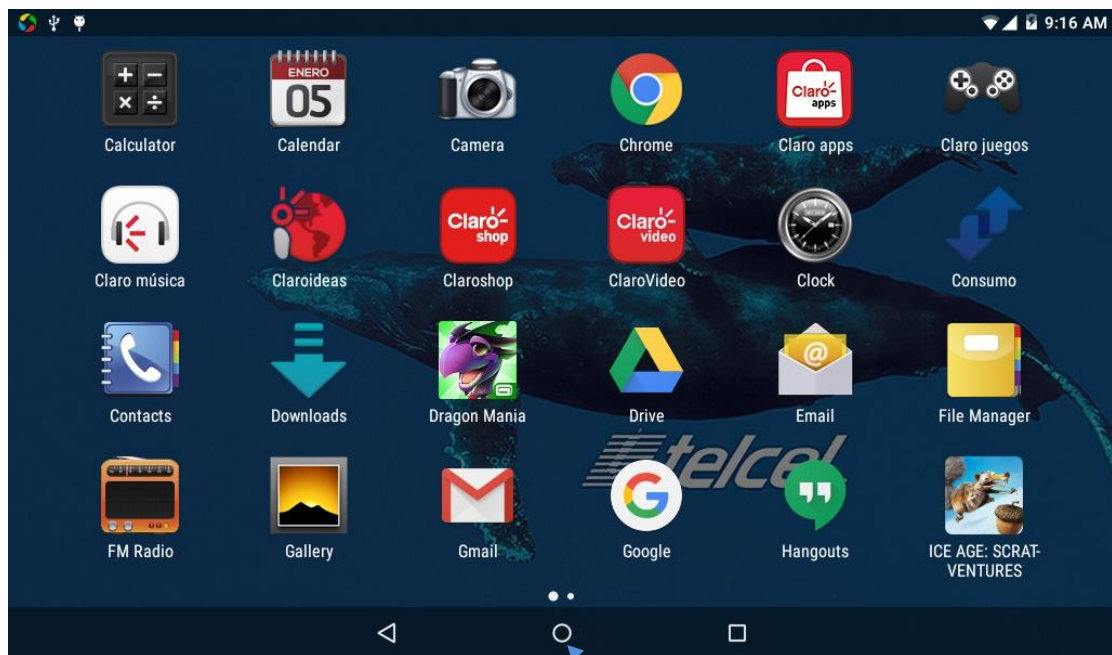 9:16 AM
ENERO
05
Claro-
apps
Calculator
Calendar
Camera
Chrome
Claro apps
Claro juegos
Claro-
shop
Claro-
video
Claro música
Claroideas
Claroshop
ClaroVideo
Clock
Consumo
@
Contacts
Downloads
Dragon Mania
Drive
Email
File Manager
telcel
G
FM Radio
Gallery
Gmail
Google
Hangouts
ICE AGE: SCRAT-
VENTURES